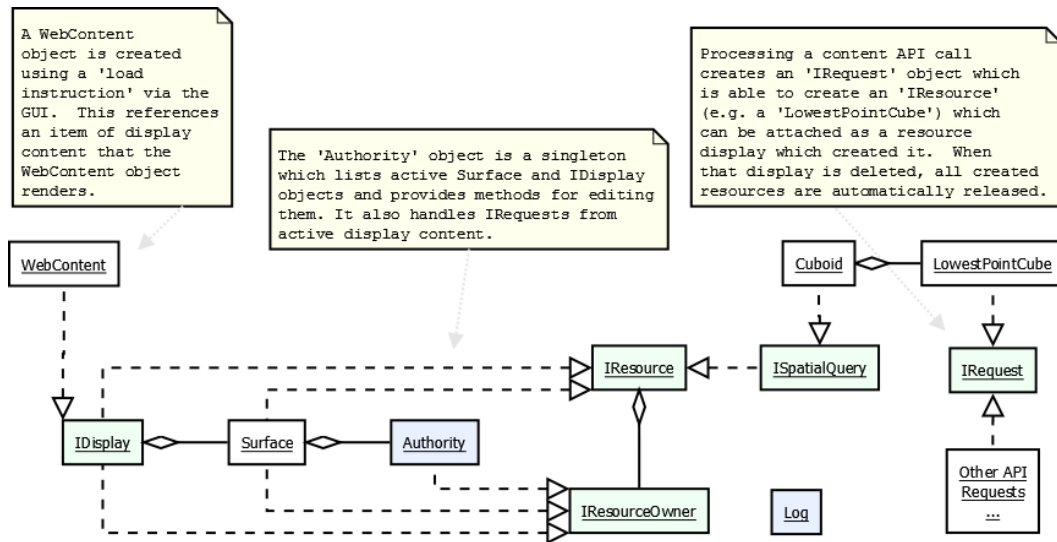 A WebContent
object is created
using a 'load
instruction' via the
GUI.  This references
an item of display
content that the
WebContent object
renders.
The 'Authority' object is a singleton
which lists active Surface and IDisplay
objects and provides methods for editing
them. It also handles IRequests from
active display content.
Processing a content API call
creates an 'IRequest' object which
is able to create an 'IResource'
(e.g. a 'LowestPointCube') which
can be attached as a resource
display which created it.  When
that display is deleted, all created
resources are automatically released.
WebContent
Cuboid
LowestPointCube
IResource
ISpatialQuery
IRequest
IDisplay
Surface
Authority
IResourceOwner
Log
Other API
Requests
...